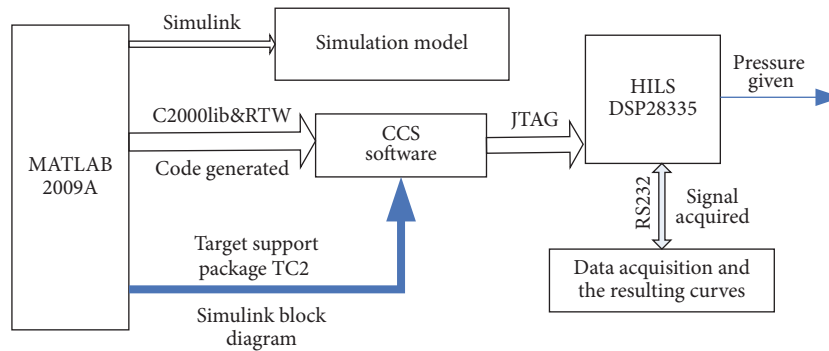 MATLAB
2009A
Simulink
Simulation model
C2000lib&RTW
Code generated
CCS
software
JTAG
HILS
DSP28335
Pressure
given
RS232
Signal
acquired
Data acquisition and
the resulting curves
Target support
package TC2
Simulink block
diagram